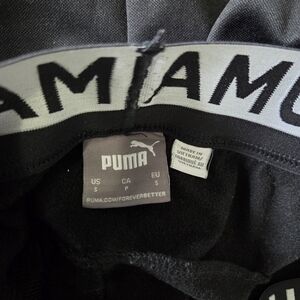 AM AMU
PUMA
US CA EU
S P S
PUMA.COM/FOREVERBETTER
MADE IN
VIETNAM/